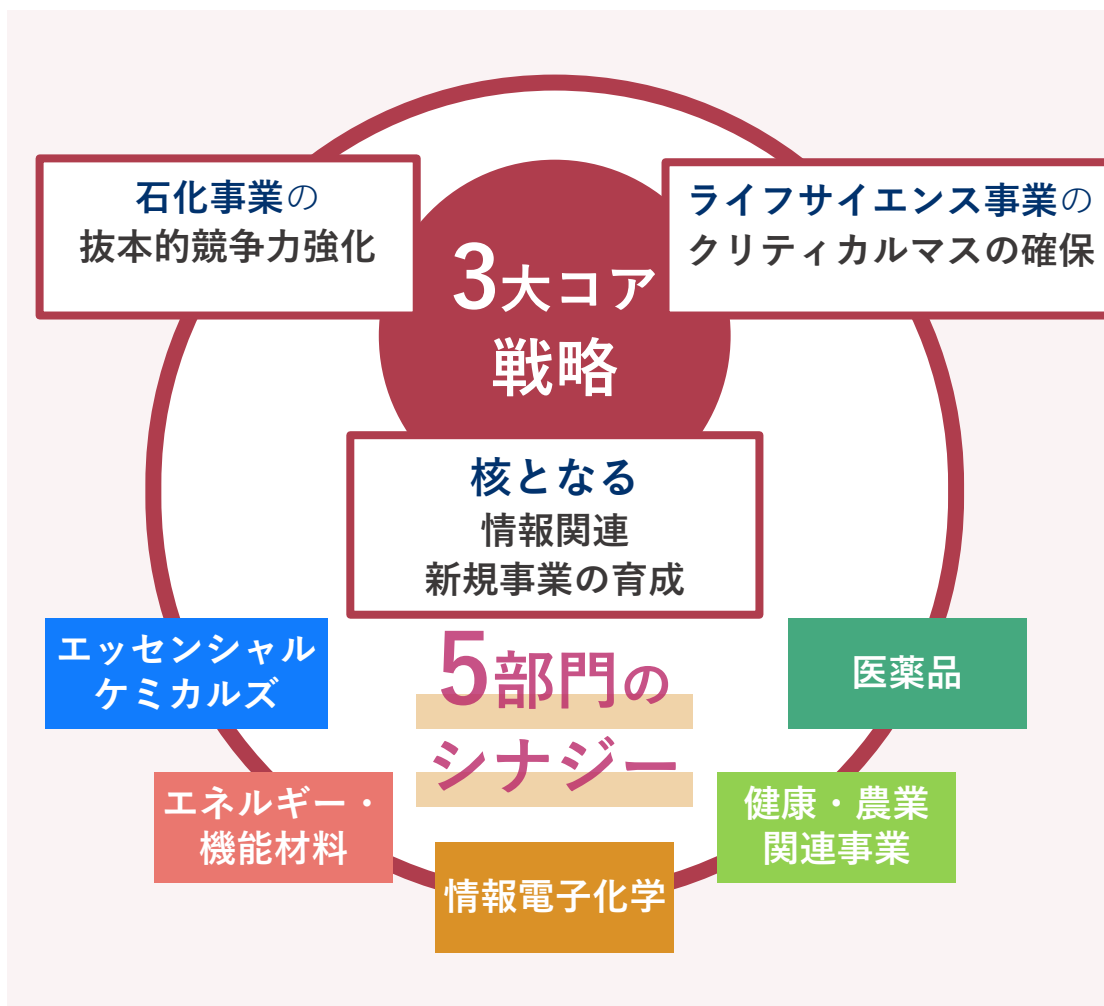 石化事業の
抜本的競争力強化
ライフサイエンス事業の
クリティカルマスの確保
3大コア
戦略
核となる
情報関連
新規事業の育成
5部門の
シナジー
エッセンシャル
ケミカルズ
エネルギー・
機能材料
情報電子化学
健康・農業
関連事業
医薬品